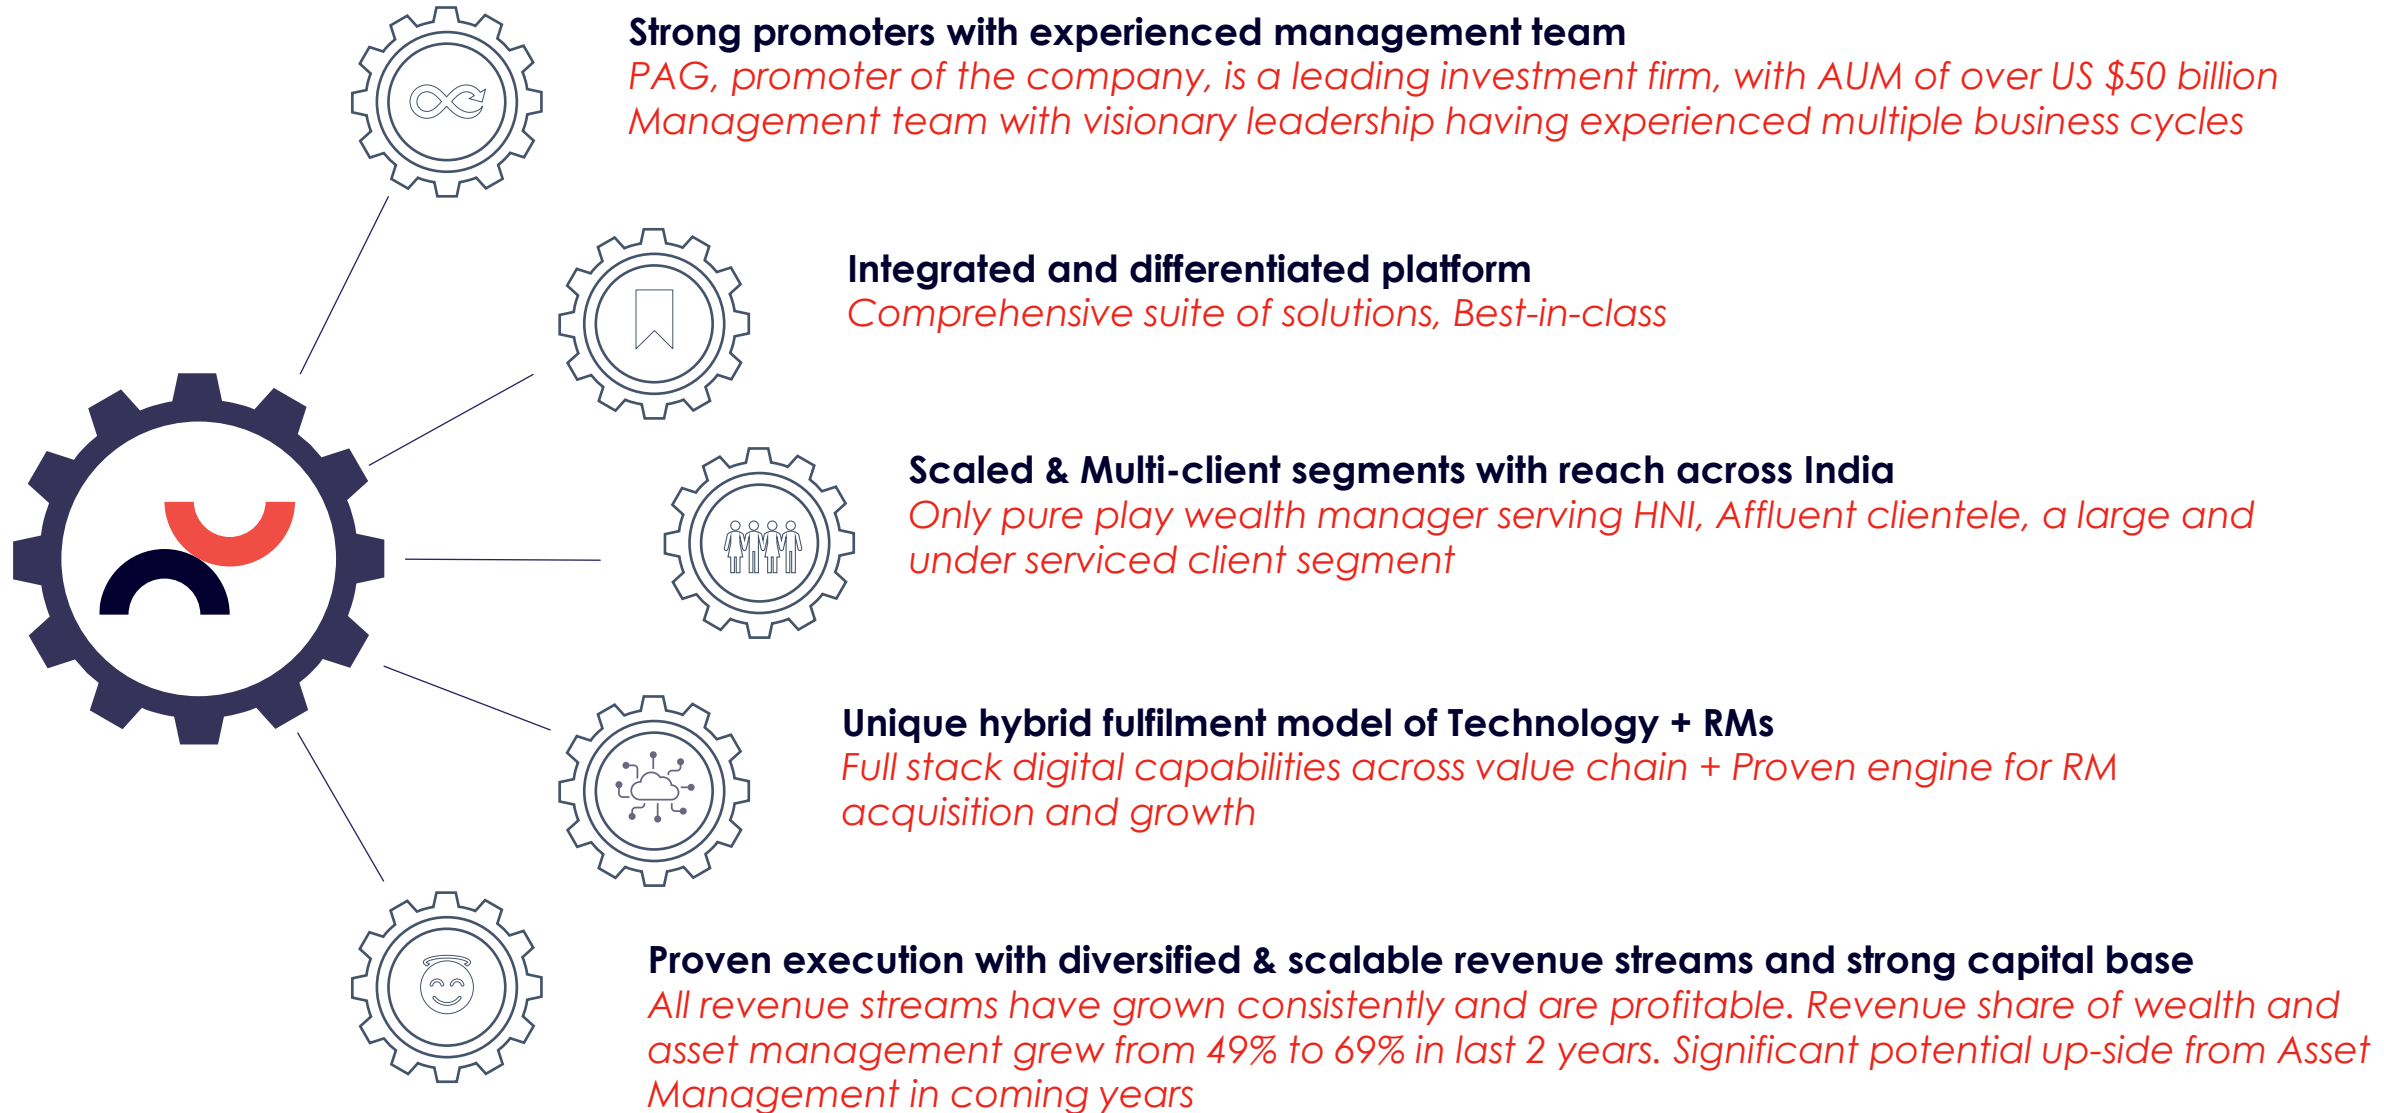 Strong promoters with experienced management team
PAG, promoter of the company, is a leading investment firm, with AUM of over US $50 billion
Management team with visionary leadership having experienced multiple business cycles
Integrated and differentiated platform
Comprehensive suite of solutions, Best-in-class
Scaled & Multi-client segments with reach across India
Only pure play wealth manager serving HNI, Affluent clientele, a large and
under serviced client segment
Unique hybrid fulfilment model of Technology + RMs
Full stack digital capabilities across value chain + Proven engine for RM
acquisition and growth
Proven execution with diversified & scalable revenue streams and strong capital base
All revenue streams have grown consistently and are profitable. Revenue share of wealth and
asset management grew from 49% to 69% in last 2 years. Significant potential up-side from Asset
Management in coming years